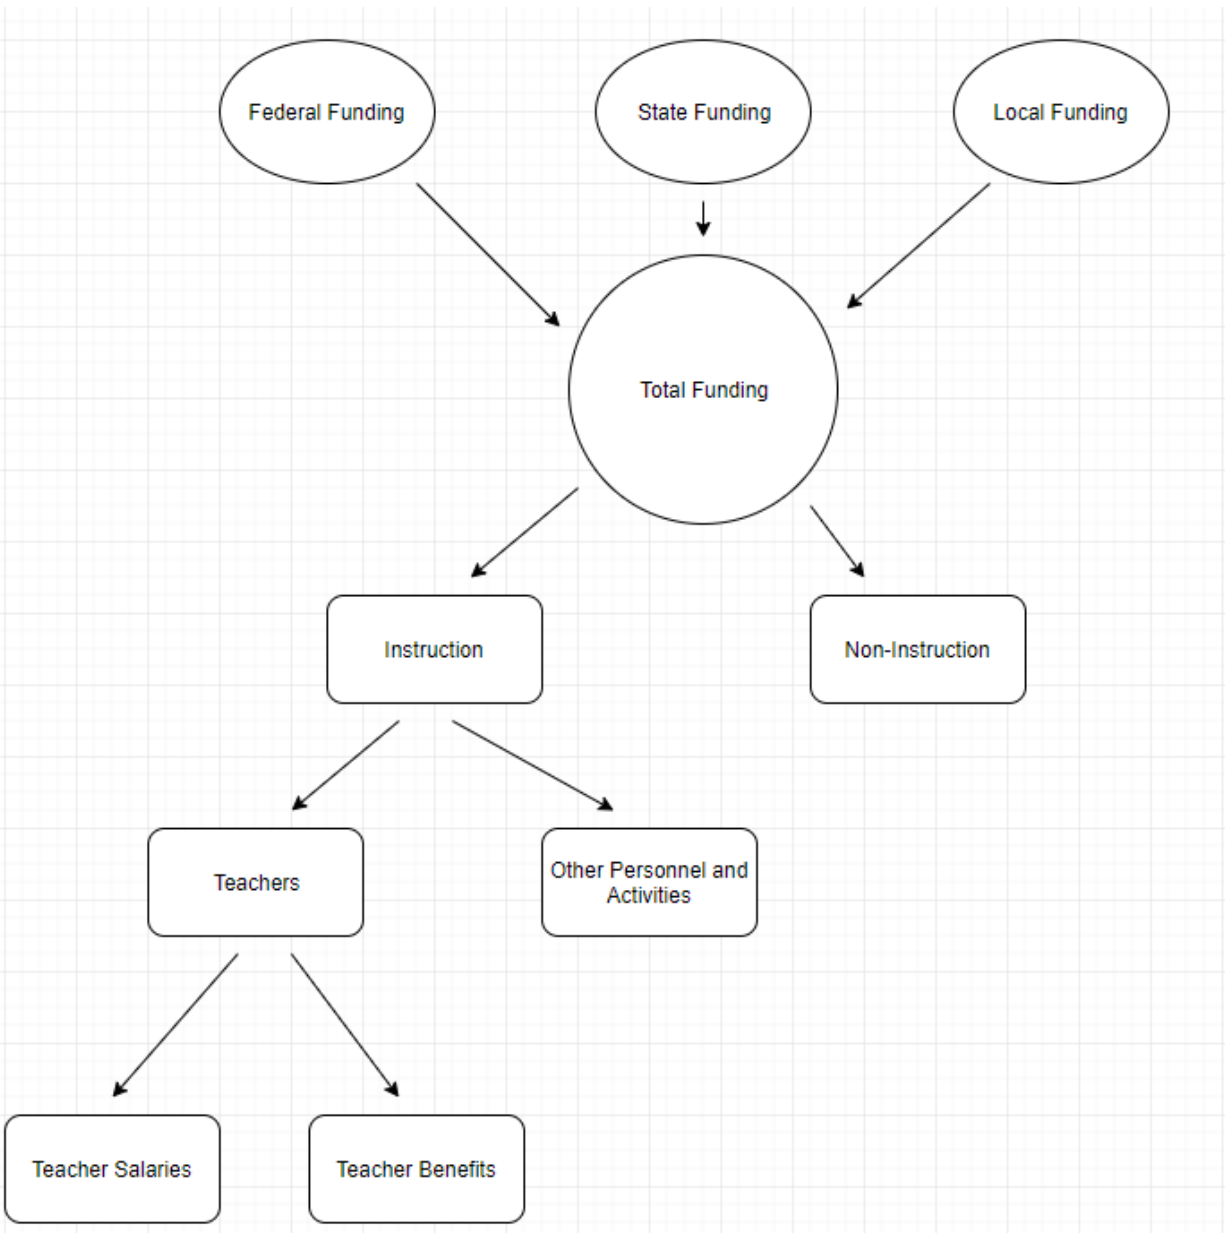 Federal Funding
State Funding
Local Funding
Total Funding
Instruction
Non-Instruction
Teachers
Other Personnel and
Activities
Teacher Salaries
Teacher Benefits